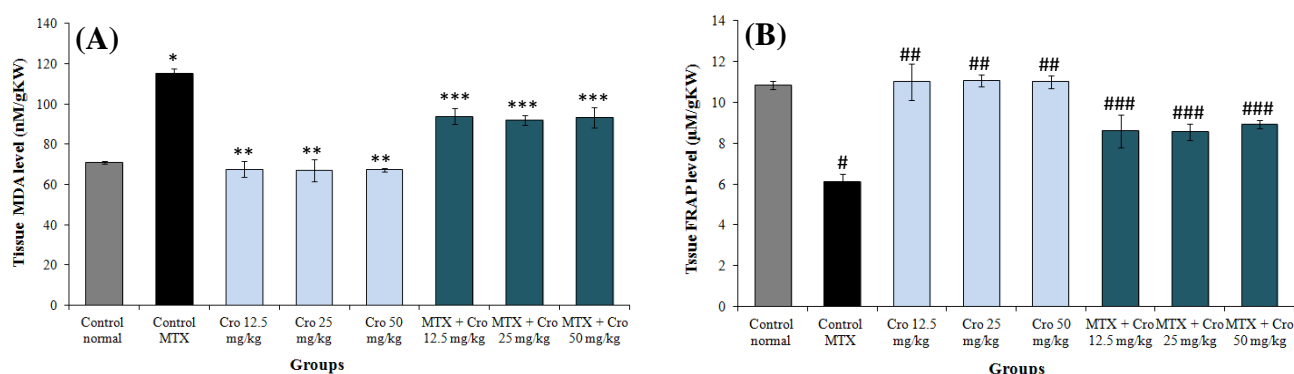 (A)
Tissue MDA level (nM/gKW)
140
120
100
80
60
40
20
0
*
**
**
**
***
***
***
Control normal
Control MTX
Cro 12.5 mg/kg
Cro 25 mg/kg
Cro 50 mg/kg
MTX + Cro 12.5 mg/kg
MTX + Cro 25 mg/kg
MTX + Cro 50 mg/kg
Groups
(B)
Tssue FRAP level (µM/gKW)
14
12
10
8
6
4
2
0
#
##
##
##
###
###
###
Control normal
Control MTX
Cro 12.5 mg/kg
Cro 25 mg/kg
Cro 50 mg/kg
MTX + Cro 12.5 mg/kg
MTX + Cro 25 mg/kg
MTX + Cro 50 mg/kg
Groups